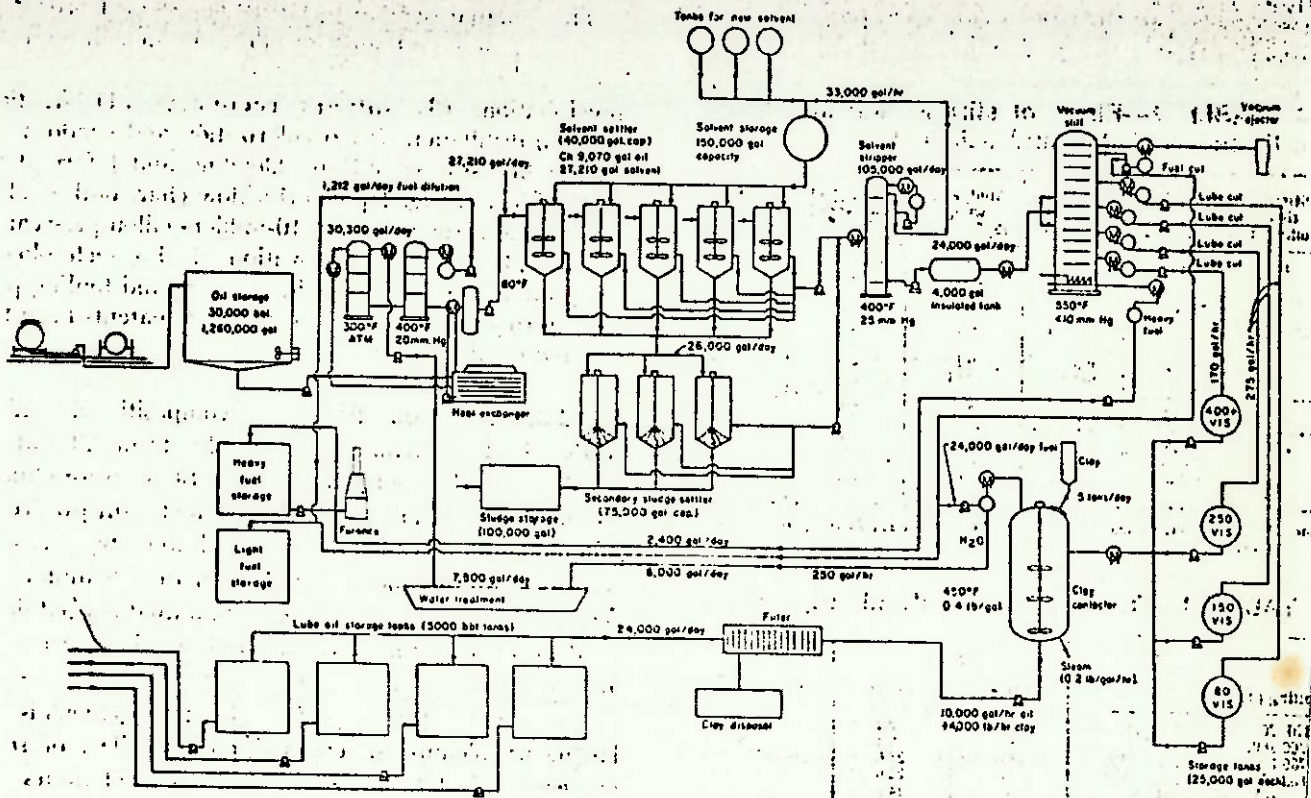 Tanks for new solvent
33,000 gal/hr
Solvent settler
(40,000 gal. cap)
Ch 9,070 gal oil
27,210 gal solvent
Solvent storage
150,000 gal
capacity
Solvent
stripper
105,000 gal/day
Vacuum
still
Vacuum
ejector
27,210 gal/day
1,212 gal/day fuel dilution
30,300 gal/day
Fuel cut
Lube cut
Lube cut
Lube cut
Lube cut
24,000 gal/day
4,000 gal
insulated tank
Oil storage
30,000 bbl.
1,260,000 gal
300°F
ATM
400°F
20 mm. Hg
60°F
400°F
25 mm Hg
550°F
<10 mm Hg
Heavy
fuel
170 gal/hr
275 gal/hr
26,000 gal/day
Heat exchanger
400+
VIS
Heavy
fuel
storage
Furnace
24,000 gal/day fuel
Clay
5 tons/day
Sludge storage
(100,000 gal)
Secondary sludge settler
(75,000 gal cap.)
H2O
250
VIS
Light
fuel
storage
2,400 gal/day
6,000 gal/day
250 gal/hr
7,500 gal/day
Water treatment
450°F
0.4 lb/gal
Clay
contactor
150
VIS
Lube oil storage tanks (5000 bbl tanks)
24,000 gal/day
Filter
Steam
(0.2 lb/gal/hr)
80
VIS
Clay disposal
10,000 gal/hr oil
Storage tanks
(25,000 gal each)